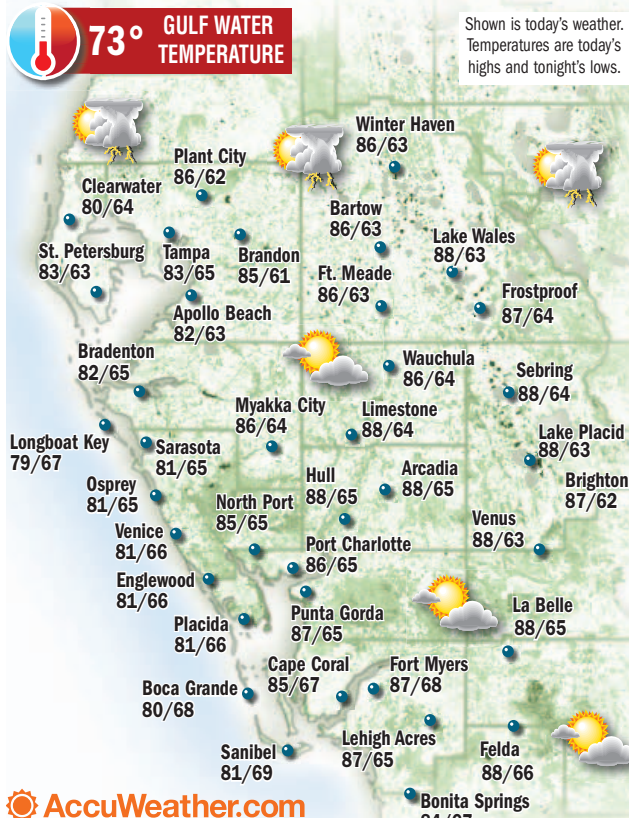 73° GULF WATER
TEMPERATURE
Shown is today's weather.
Temperatures are today's
highs and tonight's lows.
Winter Haven
86/63
Plant City
86/62
Clearwater
80/64
Bartow
86/63
Lake Wales
88/63
St. Petersburg
83/63
Tampa
83/65
Brandon
85/61
Ft. Meade
86/63
Frostproof
87/64
Apollo Beach
82/63
Bradenton
82/65
Wauchula
86/64
Sebring
88/64
Myakka City
86/64
Limestone
88/64
Longboat Key
79/67
Sarasota
81/65
Lake Placid
88/63
Osprey
81/65
Hull
88/65
Arcadia
88/65
Brighton
87/62
North Port
85/65
Venice
81/66
Venus
88/63
Port Charlotte
86/65
Englewood
81/66
Punta Gorda
87/65
La Belle
88/65
Placida
81/66
Cape Coral
85/67
Fort Myers
87/68
Boca Grande
80/68
Lehigh Acres
87/65
Sanibel
81/69
Felda
88/66
AccuWeather.com
Bonita Springs